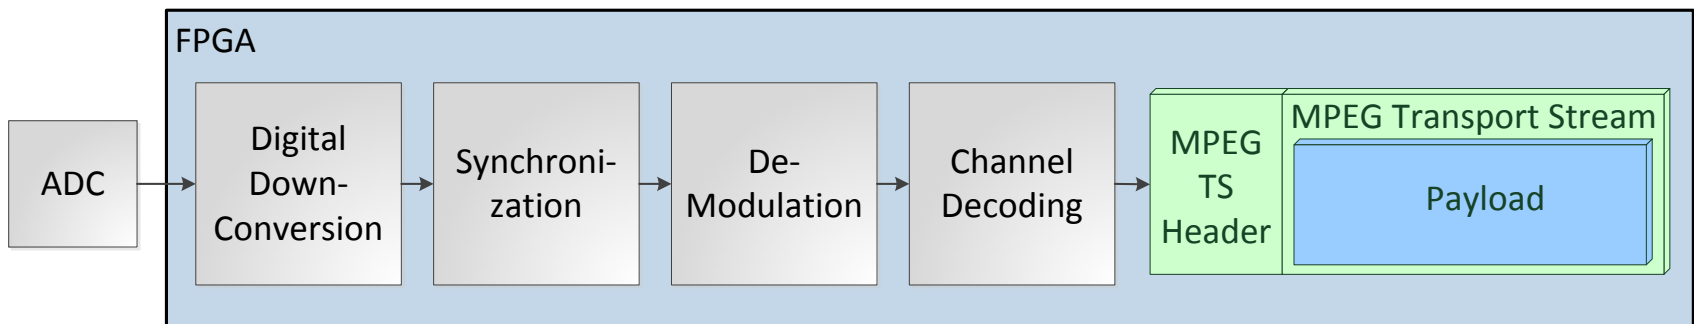 FPGA
ADC
Digital
Down-
Conversion
Synchroni-
zation
De-
Modulation
Channel
Decoding
MPEG
TS
Header
MPEG Transport Stream
Payload